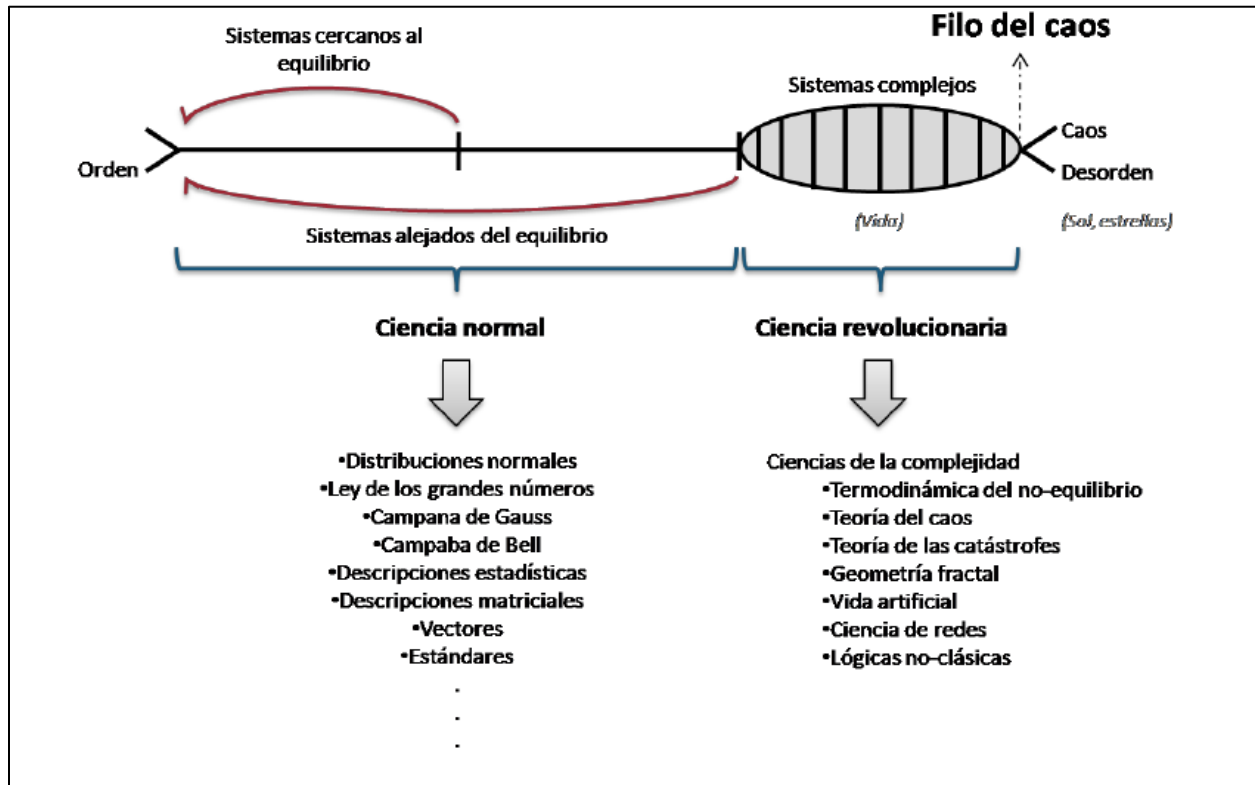 Filo del caos
Sistemas cercanos al
equilibrio
Sistemas complejos
Orden
Caos
Desorden
(Vida)
(Sol, estrellas)
Sistemas alejados del equilibrio
Ciencia normal
Ciencia revolucionaria
•Distribuciones normales
•Ley de los grandes números
•Campana de Gauss
•Campaba de Bell
•Descripciones estadísticas
•Descripciones matriciales
•Vectores
•Estándares
.
.
.
Ciencias de la complejidad
•Termodinámica del no-equilibrio
•Teoría del caos
•Teoría de las catástrofes
•Geometría fractal
•Vida artificial
•Ciencia de redes
•Lógicas no-clásicas